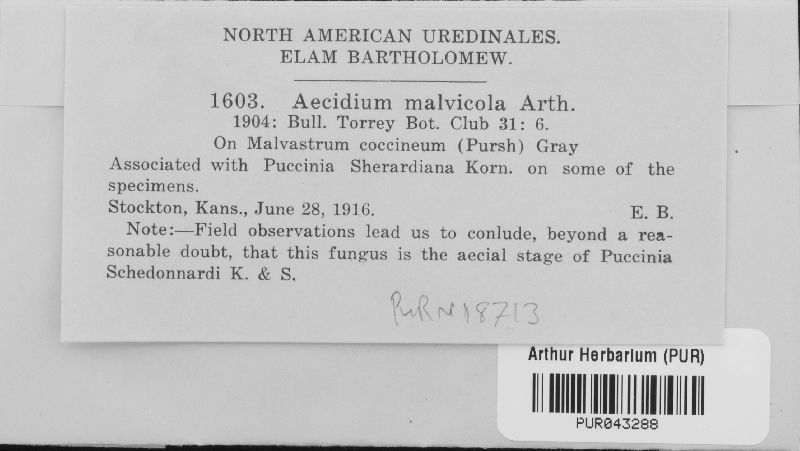 NORTH AMERICAN UREDINALES.
ELAM BARTHOLOMEW.
1603. Aecidium malvicola Arth.
1904: Bull. Torrey Bot. Club 31: 6.
On Malvastrum coccineum (Pursh) Gray
Associated with Puccinia Sherardiana Korn. on some of the
specimens.
Stockton, Kans., June 28, 1916. E. B.
Note:—Field observations lead us to conlude, beyond a rea-
sonable doubt, that this fungus is the aecial stage of Puccinia
Schedonnardi K. & S.
Arthur Herbarium (PUR)
PUR043288